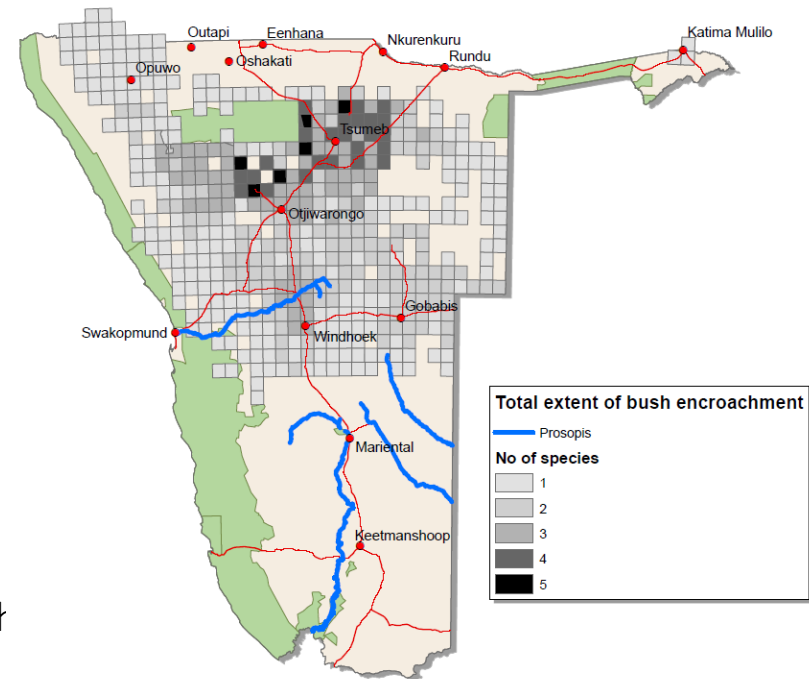 Outapi
Eenhana
Nkurenkuru
Katima Mulilo
Opuwo
Oshakati
Rundu
Tsumeb
Otjiwarongo
Swakopmund
Gobabis
Windhoek
Mariental
Keetmanshoop
Total extent of bush encroachment
Prosopis
No of species
1
2
3
4
5